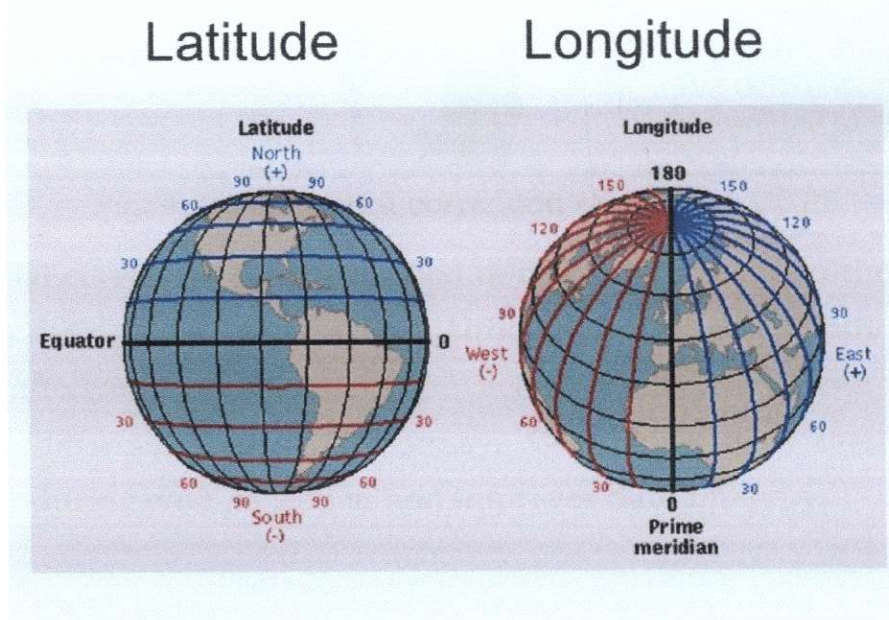 Latitude
Longitude
Latitude
North
(+)
90 90
60 60
30 30
Equator 0
30 30
60 60
90 90
South
(-)
Longitude
180
150 150
120 120
90 90
West East
(-) (+)
60 60
30 30
0
Prime
meridian